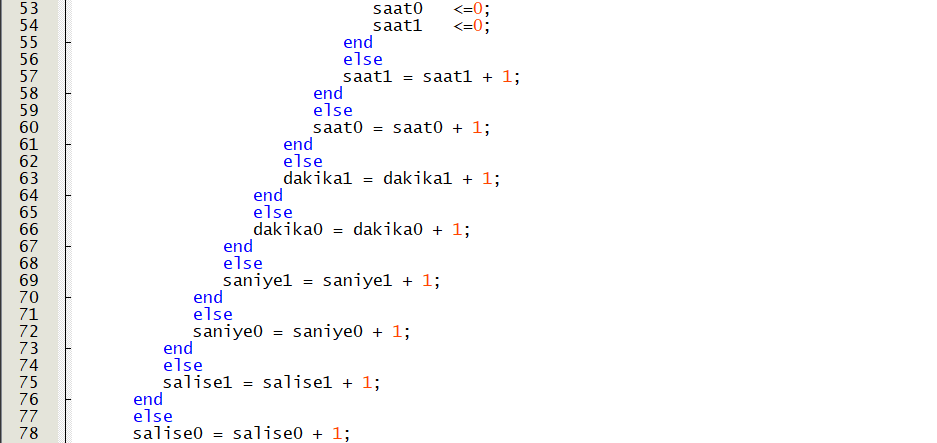 53 saat0 <=0;
54 saat1 <=0;
55 end
56 else
57 saat1 = saat1 + 1;
58 end
59 else
60 saat0 = saat0 + 1;
61 end
62 else
63 dakika1 = dakika1 + 1;
64 end
65 else
66 dakika0 = dakika0 + 1;
67 end
68 else
69 saniye1 = saniye1 + 1;
70 end
71 else
72 saniye0 = saniye0 + 1;
73 end
74 else
75 salise1 = salise1 + 1;
76 end
77 else
78 salise0 = salise0 + 1;